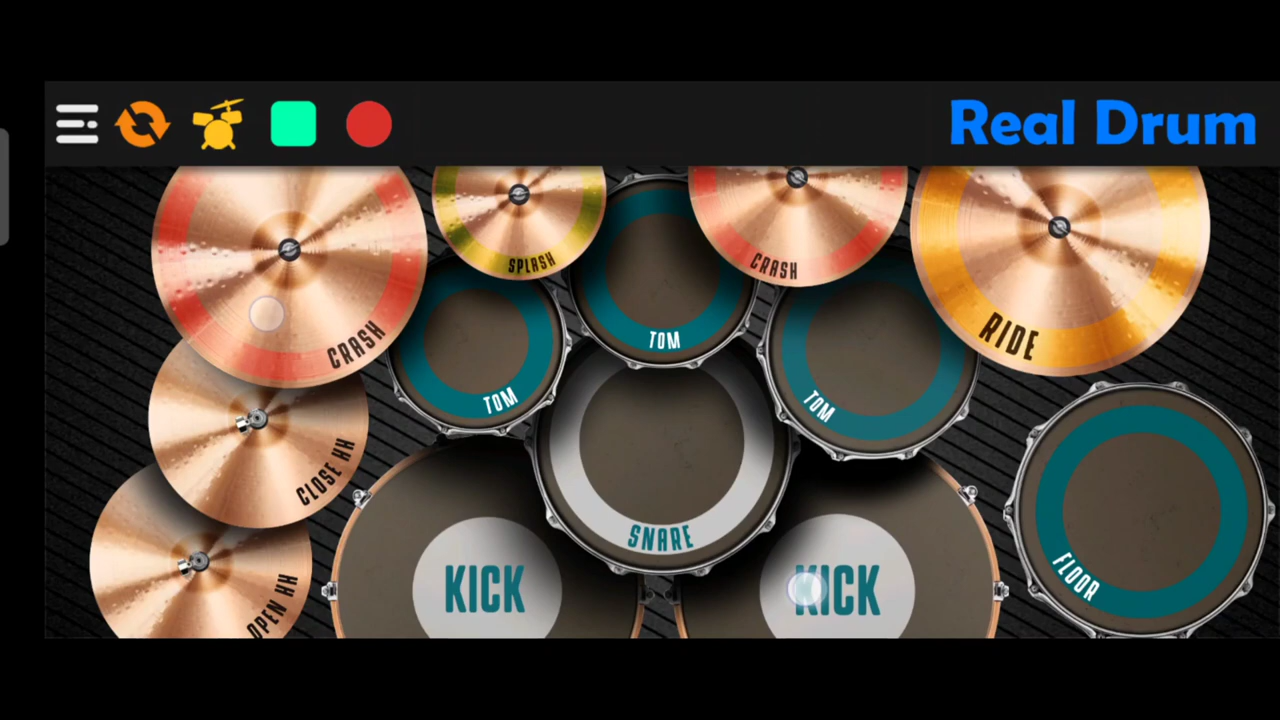 Real Drum
SPLASH
CRASH
CRASH
RIDE
TOM
TOM
TOM
CLOSE HH
SNARE
KICK
KICK
FLOOR
OPEN HH